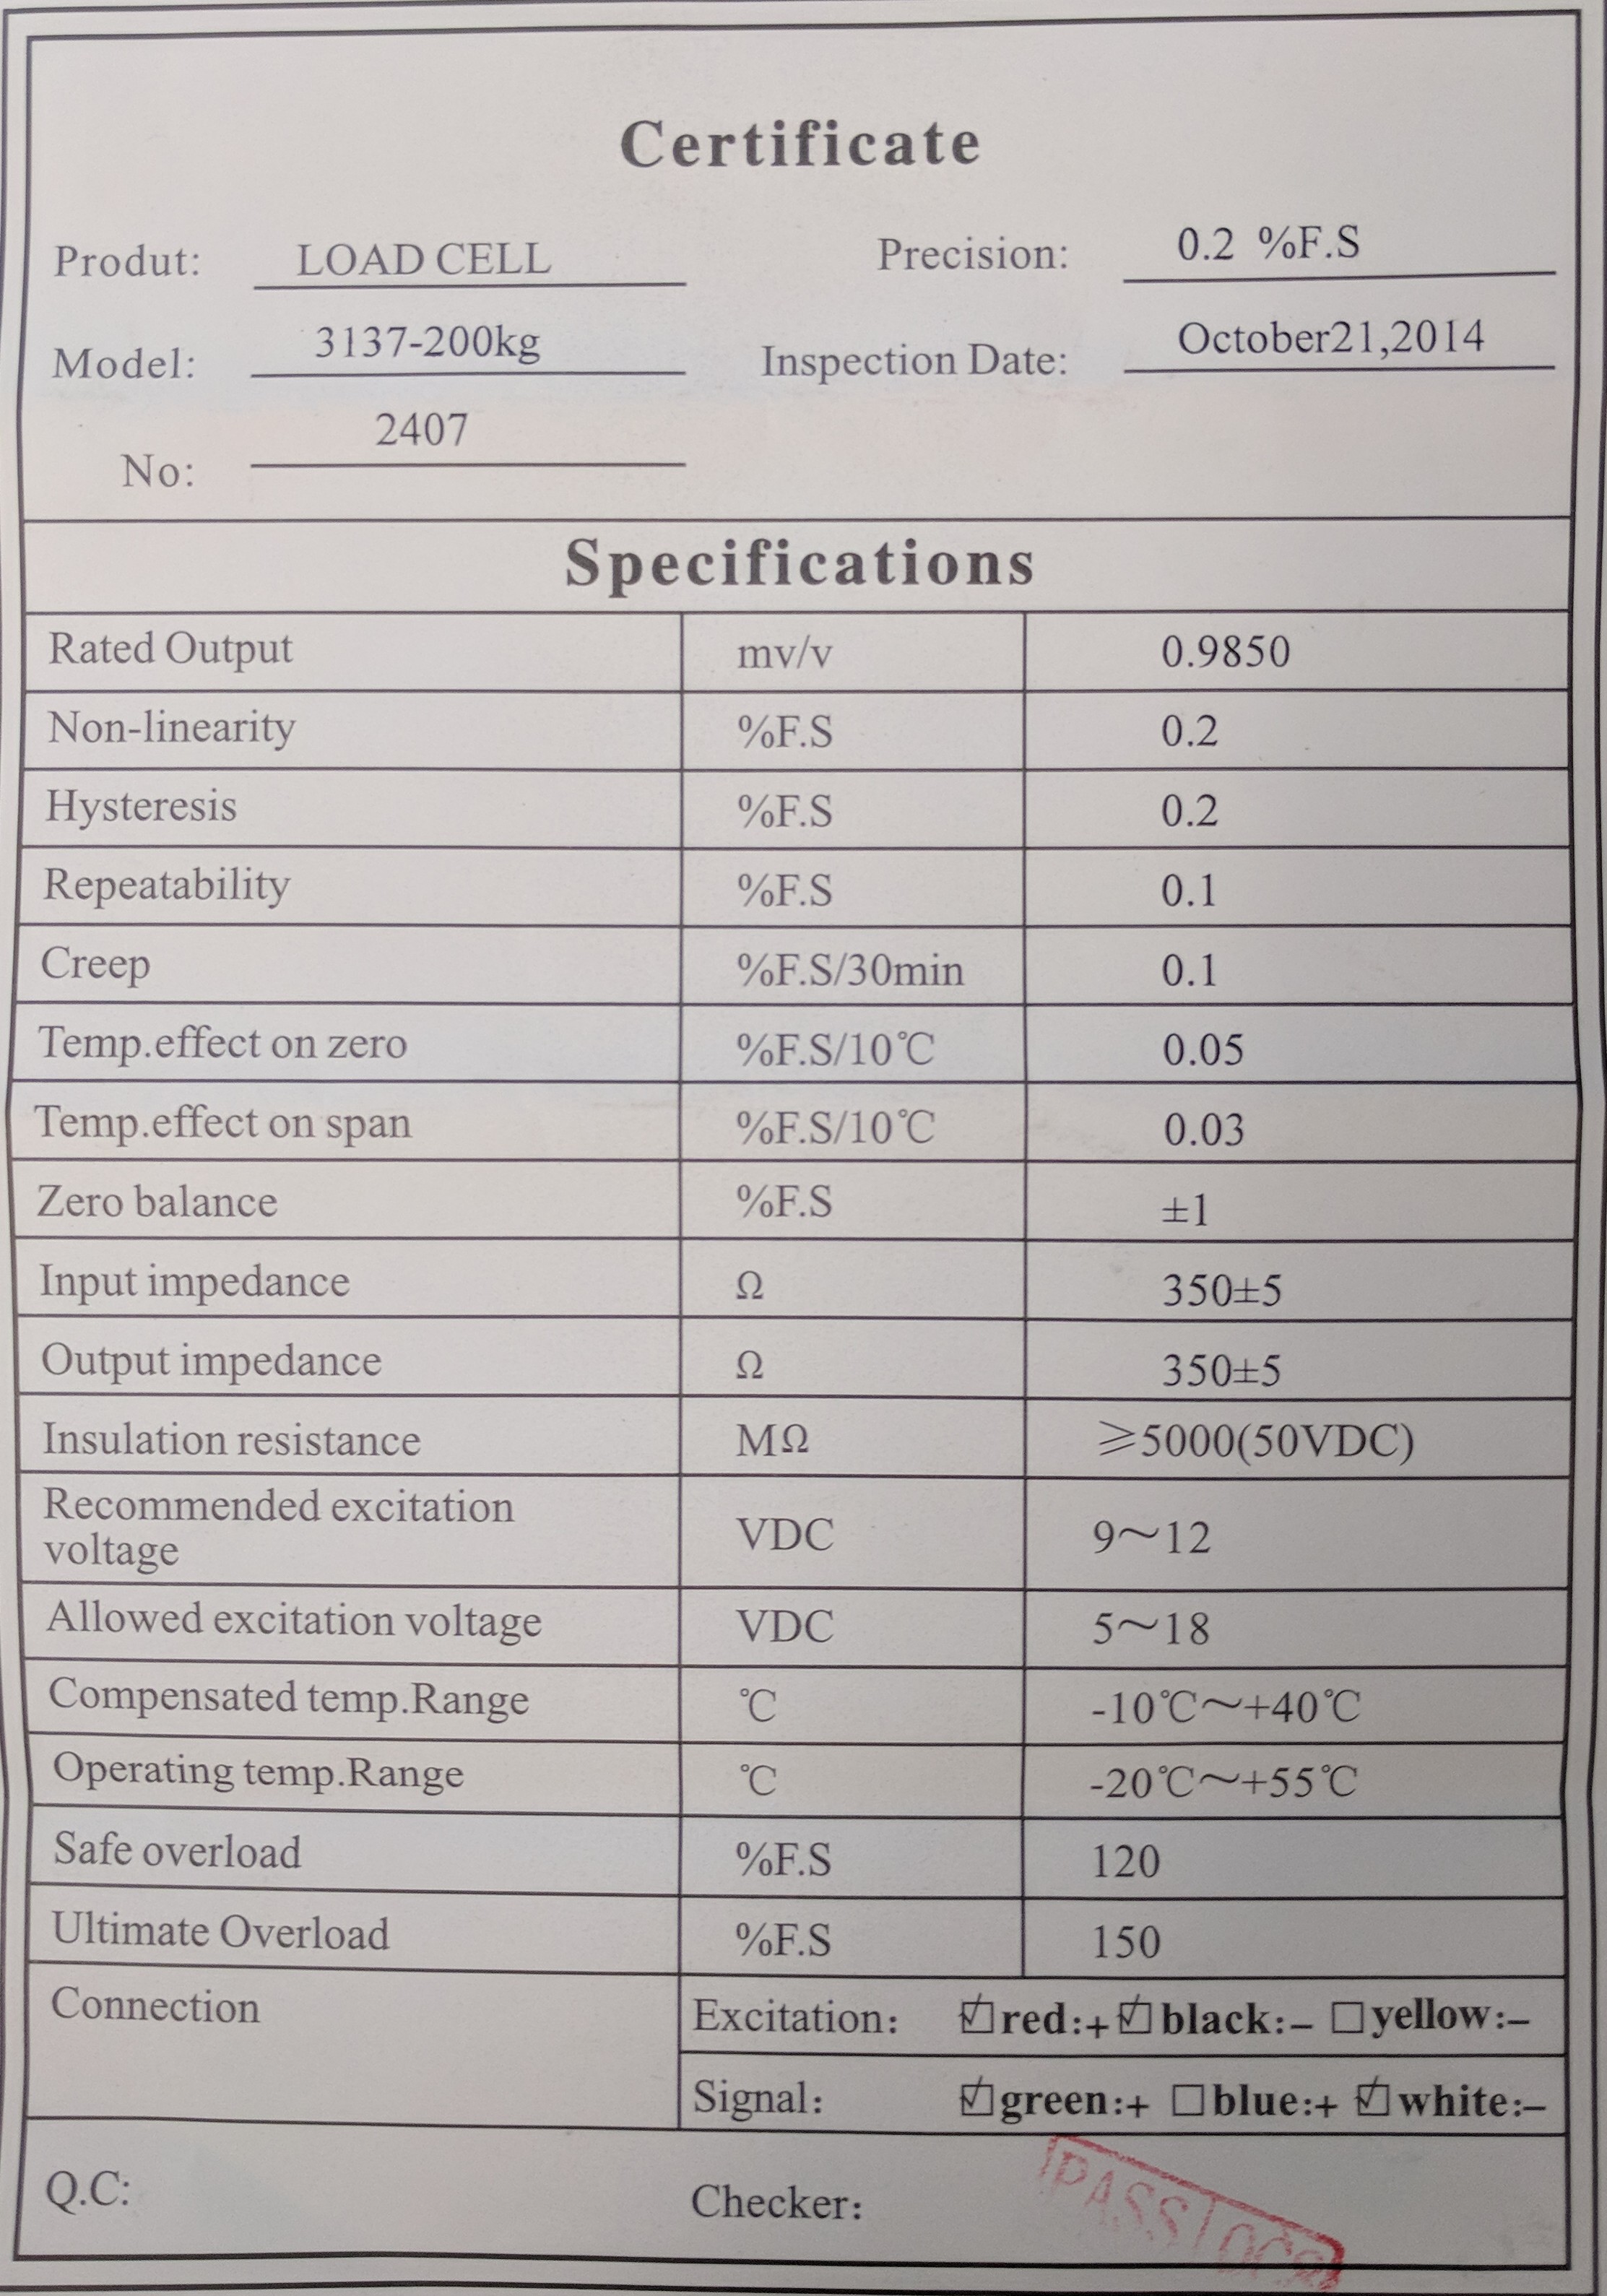 Certificate
Produt: LOAD CELL Precision: 0.2 %F.S
Model: 3137-200kg Inspection Date: October21,2014
No: 2407
Specifications
Rated Output mv/v 0.9850
Non-linearity %F.S 0.2
Hysteresis %F.S 0.2
Repeatability %F.S 0.1
Creep %F.S/30min 0.1
Temp.effect on zero %F.S/10℃ 0.05
Temp.effect on span %F.S/10℃ 0.03
Zero balance %F.S ±1
Input impedance Ω 350±5
Output impedance Ω 350±5
Insulation resistance MΩ ⩾5000(50VDC)
Recommended excitation
voltage VDC 9～12
Allowed excitation voltage VDC 5～18
Compensated temp.Range ℃ -10℃～+40℃
Operating temp.Range ℃ -20℃～+55℃
Safe overload %F.S 120
Ultimate Overload %F.S 150
Connection Excitation: ☑red:+ ☑black:– ☐yellow:–
Signal: ☑green:+ ☐blue:+ ☑white:–
Q.C: Checker: PASS